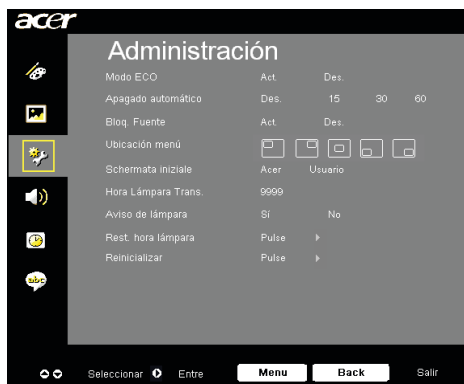 acer
Administración
Modo ECO Act. Des.
Apagado automático Des. 15 30 60
Bloq. Fuente Act. Des.
Ubicación menú
Schermata iniziale Acer Usuario
Hora Lámpara Trans. 9999
Aviso de lámpara Sí No
Rest. hora lámpara Pulse
Reinicializar Pulse
abc
Seleccionar Entre Menu Back Salir